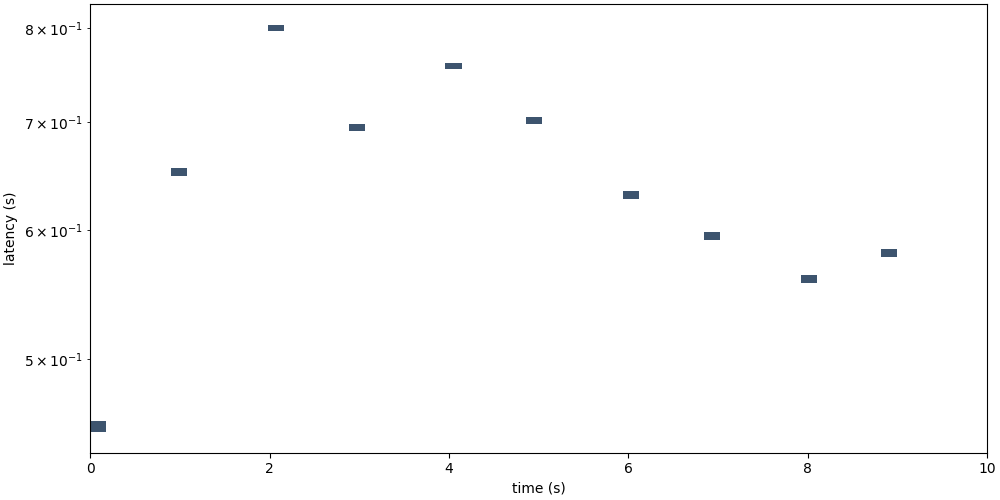 8 × 10⁻¹
7 × 10⁻¹
6 × 10⁻¹
5 × 10⁻¹
latency (s)
0 2 4 6 8 10
time (s)